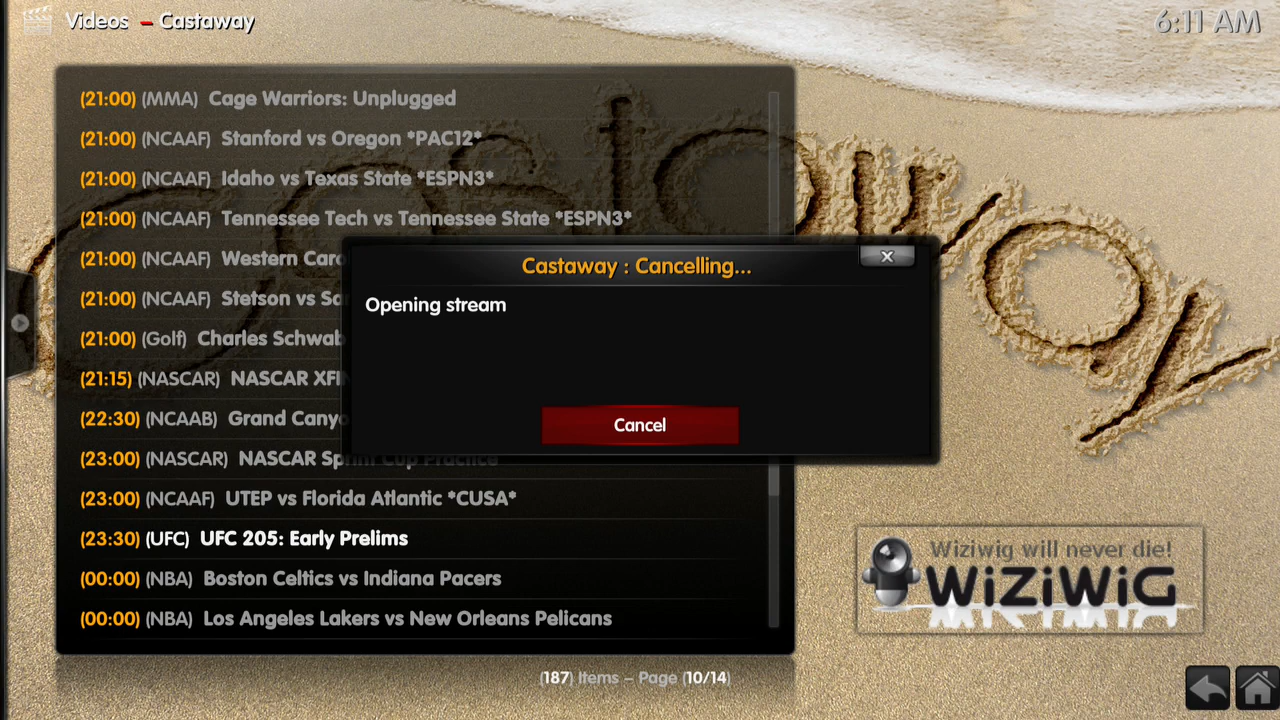 Videos – Castaway
6:11 AM
(21:00) (MMA) Cage Warriors: Unplugged
(21:00) (NCAAF) Stanford vs Oregon *PAC12*
(21:00) (NCAAF) Idaho vs Texas State *ESPN3*
(21:00) (NCAAF) Tennessee Tech vs Tennessee State *ESPN3*
(21:00) (NCAAF) Western Caro
(21:00) (NCAAF) Stetson vs
(21:00) (Golf) Charles Schwab
(21:15) (NASCAR) NASCAR XFI
(22:30) (NCAAB) Grand Canyo
(23:00) (NASCAR) NASCAR Sprint Cup Practice
(23:00) (NCAAF) UTEP vs Florida Atlantic *CUSA*
(23:30) (UFC) UFC 205: Early Prelims
(00:00) (NBA) Boston Celtics vs Indiana Pacers
(00:00) (NBA) Los Angeles Lakers vs New Orleans Pelicans
Castaway : Cancelling...
Opening stream
Cancel
Castaway
Wiziwig will never die!
WiZiWiG
(187) Items – Page (10/14)